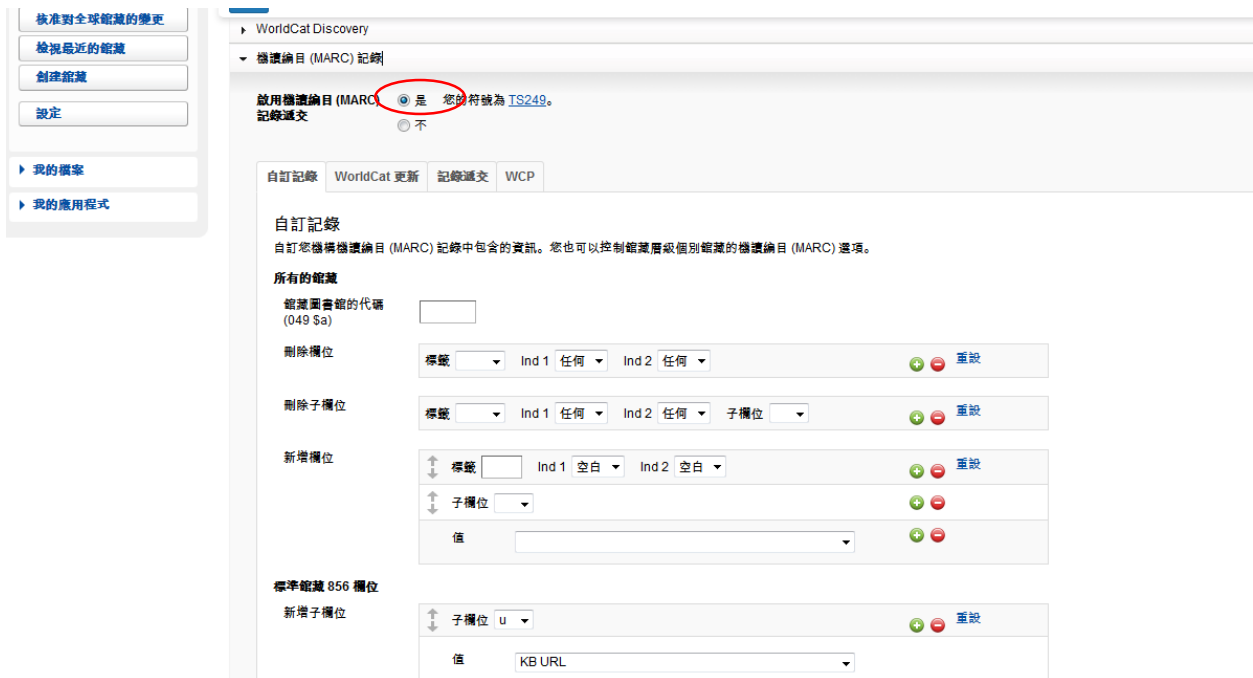 核准對全球館藏的變更
檢視最近的館藏
創建館藏
設定
我的檔案
我的應用程式
WorldCat Discovery
機讀編目 (MARC) 記錄
啟用機讀編目 (MARC) 記錄遞交
是 您的符號為 TS249。
不
自訂記錄 WorldCat 更新 記錄遞交 WCP
自訂記錄
自訂您機構機讀編目 (MARC) 記錄中包含的資訊。您也可以控制館藏層級個別館藏的機讀編目 (MARC) 選項。
所有的館藏
館藏圖書館的代碼
(049 $a)
刪除欄位 標籤 Ind 1 任何 Ind 2 任何 重設
刪除子欄位 標籤 Ind 1 任何 Ind 2 任何 子欄位 重設
新增欄位 標籤 Ind 1 空白 Ind 2 空白 重設
子欄位
值
標準館藏 856 欄位
新增子欄位 子欄位 u 重設
值 KB URL